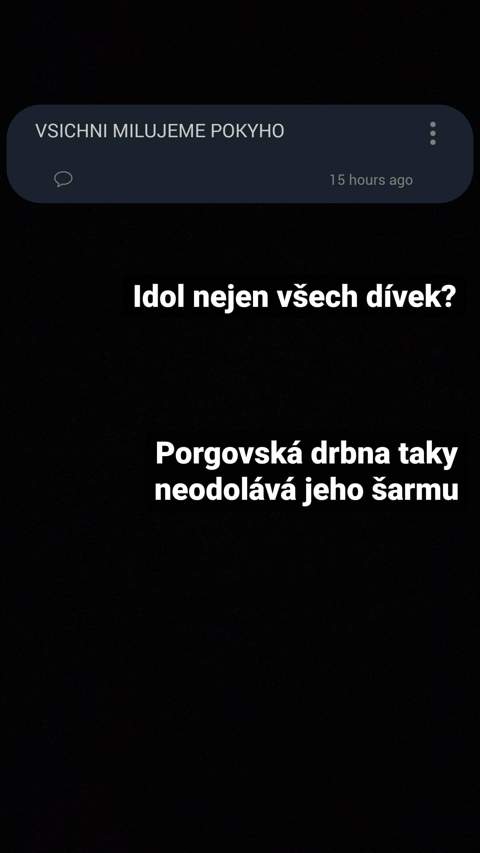 VSICHNI MILUJEME POKYHO
15 hours ago
Idol nejen všech dívek?
Porgovská drbna taky
neodolává jeho šarmu